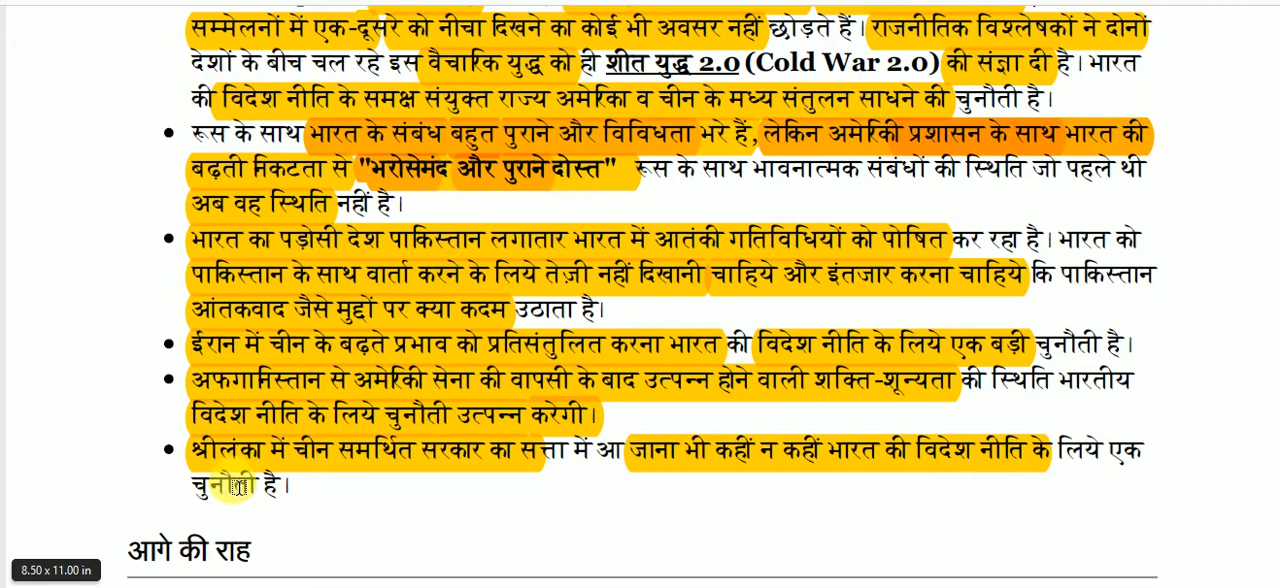 सम्मेलनों में एक-दूसरे को नीचा दिखने का कोई भी अवसर नहीं छोड़ते हैं। राजनीतिक विश्लेषकों ने दोनों
देशों के बीच चल रहे इस वैचारिक युद्ध को ही शीत युद्ध 2.0 (Cold War 2.0) की संज्ञा दी है। भारत
की विदेश नीति के समक्ष संयुक्त राज्य अमेरिका व चीन के मध्य संतुलन साधने की चुनौती है।
• रूस के साथ भारत के संबंध बहुत पुराने और विविधता भरे हैं, लेकिन अमेरिकी प्रशासन के साथ भारत की
बढ़ती निकटता से "भरोसेमंद और पुराने दोस्त" रूस के साथ भावनात्मक संबंधों की स्थिति जो पहले थी
अब वह स्थिति नहीं है।
• भारत का पड़ोसी देश पाकिस्तान लगातार भारत में आतंकी गतिविधियों को पोषित कर रहा है। भारत को
पाकिस्तान के साथ वार्ता करने के लिये तेज़ी नहीं दिखानी चाहिये और इंतजार करना चाहिये कि पाकिस्तान
आंतकवाद जैसे मुद्दों पर क्या कदम उठाता है।
• ईरान में चीन के बढ़ते प्रभाव को प्रतिसंतुलित करना भारत की विदेश नीति के लिये एक बड़ी चुनौती है।
• अफगानिस्तान से अमेरिकी सेना की वापसी के बाद उत्पन्न होने वाली शक्ति-शून्यता की स्थिति भारतीय
विदेश नीति के लिये चुनौती उत्पन्न करेगी।
• श्रीलंका में चीन समर्थित सरकार का सत्ता में आ जाना भी कहीं न कहीं भारत की विदेश नीति के लिये एक
चुनौती है।
आगे की राह
8.50 x 11.00 in